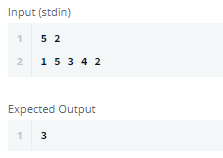 Input (stdin)
1 5 2
2 1 5 3 4 2
Expected Output
1 3